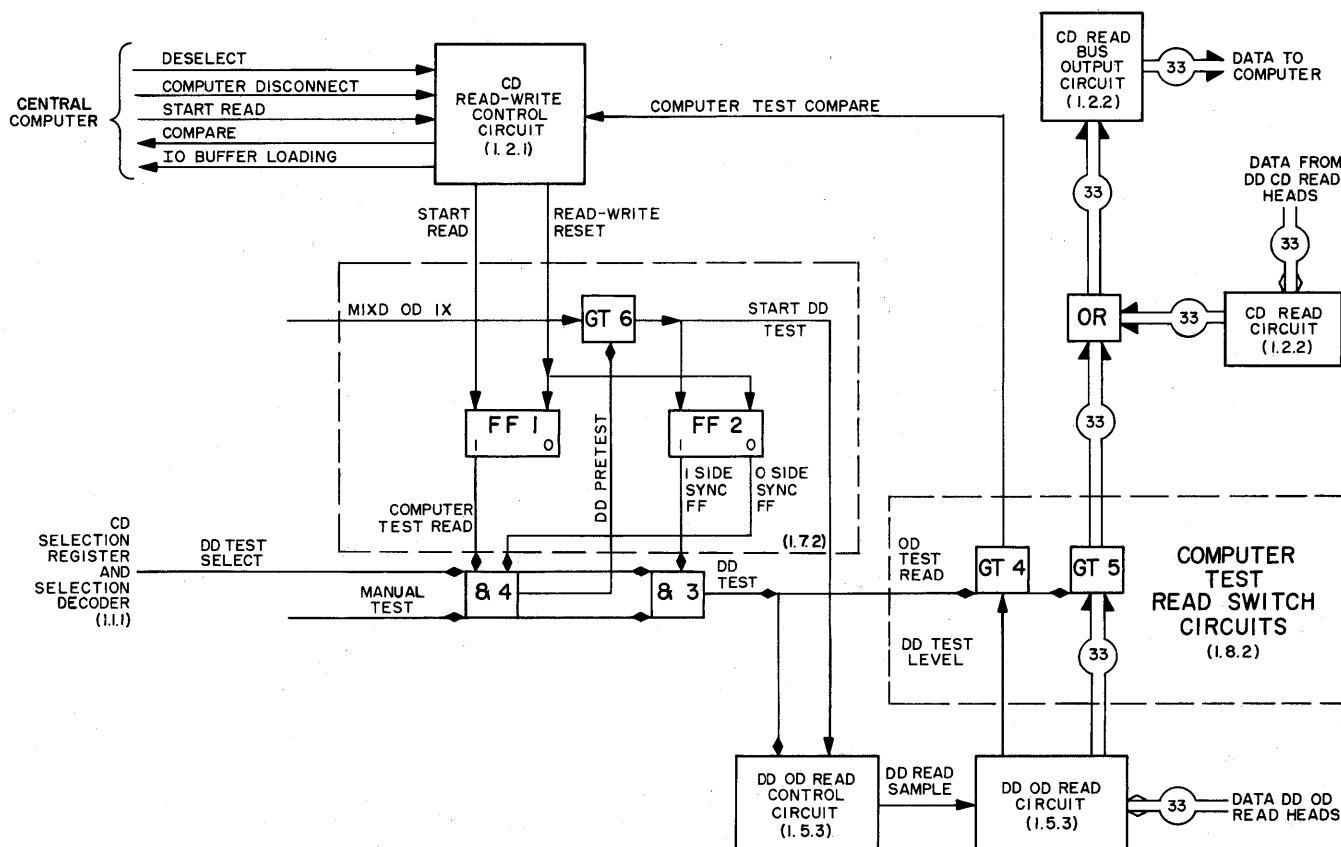 CENTRAL
COMPUTER
DESELECT
COMPUTER DISCONNECT
START READ
COMPARE
IO BUFFER LOADING
CD
READ-WRITE
CONTROL
CIRCUIT
(1.2.1)
COMPUTER TEST COMPARE
CD READ
BUS
OUTPUT
CIRCUIT
(1.2.2)
33
DATA TO
COMPUTER
33
DATA FROM
DD CD READ
HEADS
33
START
READ
READ-WRITE
RESET
MIXD OD IX
GT 6
START DD
TEST
OR
33
CD READ
CIRCUIT
(1.2.2)
FF 1
1 0
FF 2
1 0
DD PRETEST
33
COMPUTER
TEST READ
1 SIDE
SYNC
FF
0 SIDE
SYNC
FF
(1.7.2)
CD
SELECTION
REGISTER
AND
SELECTION
DECODER
(1.1.1)
DD TEST
SELECT
MANUAL
TEST
& 4
& 3
DD
TEST
OD
TEST
READ
GT 4
GT 5
COMPUTER
TEST
READ SWITCH
CIRCUITS
(1.8.2)
DD TEST
LEVEL
33
DD OD READ
CONTROL
CIRCUIT
(1.5.3)
DD READ
SAMPLE
DD OD READ
CIRCUIT
(1.5.3)
33
DATA DD OD
READ HEADS